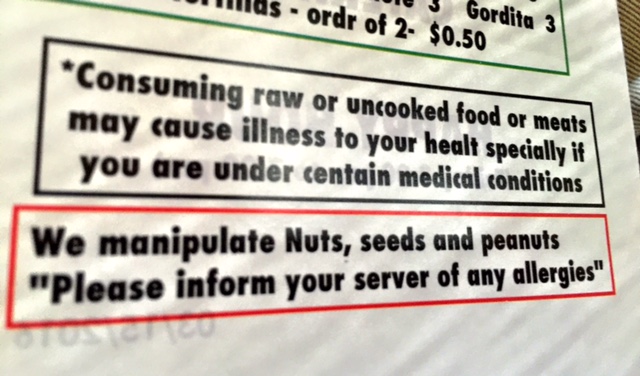 3 Gordita 3
- ordr of 2- $0.50
*Consuming raw or uncooked food or meats
may cause illness to your healt specially if
you are under centain medical conditions
We manipulate Nuts, seeds and peanuts
"Please inform your server of any allergies"